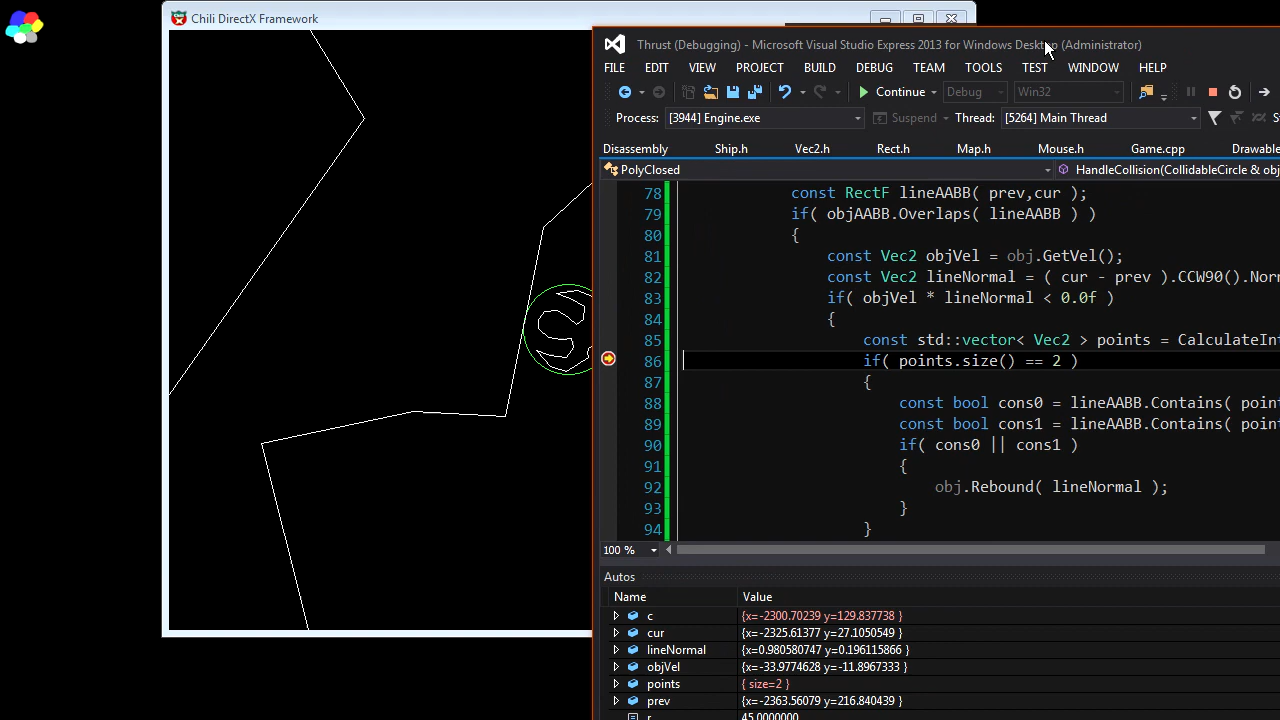 Chili DirectX Framework
Thrust (Debugging) - Microsoft Visual Studio Express 2013 for Windows Desktop (Administrator)
FILE EDIT VIEW PROJECT BUILD DEBUG TEAM TOOLS TEST WINDOW HELP
Continue Debug Win32
Process: [3944] Engine.exe Suspend Thread: [5264] Main Thread
Disassembly Ship.h Vec2.h Rect.h Map.h Mouse.h Game.cpp Drawable
PolyClosed HandleCollision(CollidableCircle & obj
78 const RectF lineAABB( prev,cur );
79 if( objAABB.Overlaps( lineAABB ) )
80 {
81 const Vec2 objVel = obj.GetVel();
82 const Vec2 lineNormal = ( cur - prev ).CCW90().Norm
83 if( objVel * lineNormal < 0.0f )
84 {
85 const std::vector< Vec2 > points = CalculateInt
86 if( points.size() == 2 )
87 {
88 const bool cons0 = lineAABB.Contains( point
89 const bool cons1 = lineAABB.Contains( point
90 if( cons0 || cons1 )
91 {
92 obj.Rebound( lineNormal );
93 }
94 }
100 %
Autos
Name Value
c {x=-2300.70239 y=129.837738 }
cur {x=-2325.61377 y=27.1050549 }
lineNormal {x=0.980580747 y=0.196115866 }
objVel {x=-33.9774628 y=-11.8967333 }
points { size=2 }
prev {x=-2363.56079 y=216.840439 }
r 45.0000000